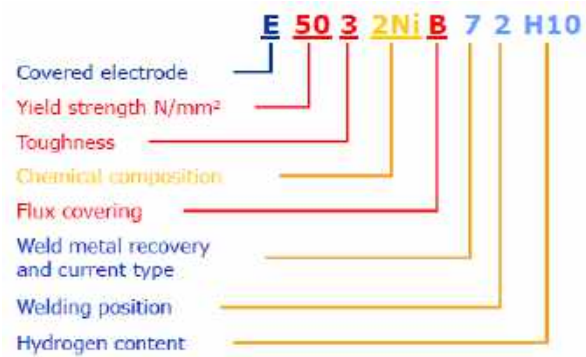 E 50 3 2Ni B 7 2 H10
Covered electrode
Yield strength N/mm²
Toughness
Chemical composition
Flux covering
Weld metal recovery
and current type
Welding position
Hydrogen content